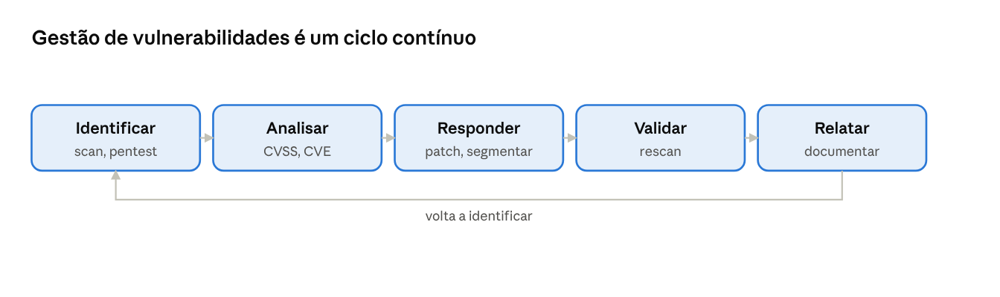 Gestão de vulnerabilidades é um ciclo contínuo
Identificar
scan, pentest
Analisar
CVSS, CVE
Responder
patch, segmentar
Validar
rescan
Relatar
documentar
volta a identificar